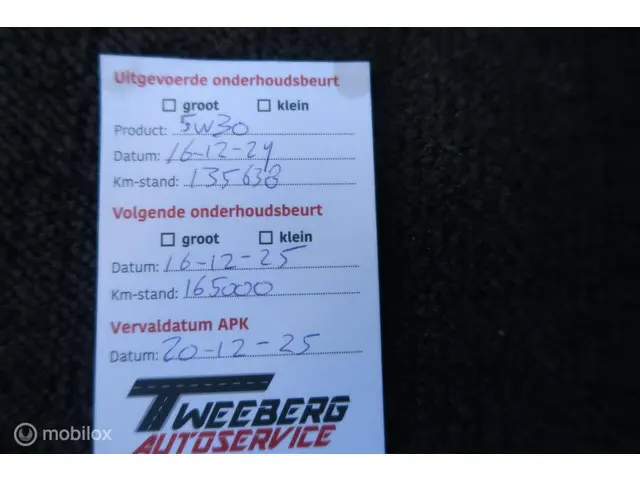 Uitgevoerde onderhoudsbeurt
groot klein
Product: 5W30
Datum: 16-12-24
Km-stand: 135638
Volgende onderhoudsbeurt
groot klein
Datum: 16-12-25
Km-stand: 165000
Vervaldatum APK
Datum: 20-12-25
TWEEBERG
AUTOSERVICE
mobilox